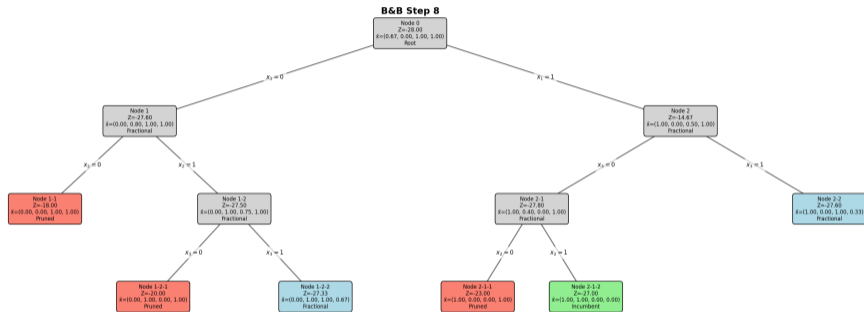 B&B Step 8
Node 0
Z=-28.00
x̄=(0.67, 0.00, 1.00, 1.00)
Root
x₁ = 0
x₁ = 1
Node 1
Z=-27.60
x̄=(0.00, 0.80, 1.00, 1.00)
Fractional
Node 2
Z=-14.67
x̄=(1.00, 0.00, 0.50, 1.00)
Fractional
x₂ = 0
x₂ = 1
x₃ = 0
x₃ = 1
Node 1-1
Z=-18.00
x̄=(0.00, 0.00, 1.00, 1.00)
Pruned
Node 1-2
Z=-27.50
x̄=(0.00, 1.00, 0.75, 1.00)
Fractional
Node 2-1
Z=-27.80
x̄=(1.00, 0.40, 0.00, 1.00)
Fractional
Node 2-2
Z=-27.60
x̄=(1.00, 0.00, 1.00, 0.33)
Fractional
x₃ = 0
x₃ = 1
x₂ = 0
x₂ = 1
Node 1-2-1
Z=-20.00
x̄=(0.00, 1.00, 0.00, 1.00)
Pruned
Node 1-2-2
Z=-27.33
x̄=(0.00, 1.00, 1.00, 0.67)
Fractional
Node 2-1-1
Z=-23.00
x̄=(1.00, 0.00, 0.00, 1.00)
Pruned
Node 2-1-2
Z=-27.00
x̄=(1.00, 1.00, 0.00, 0.00)
Incumbent